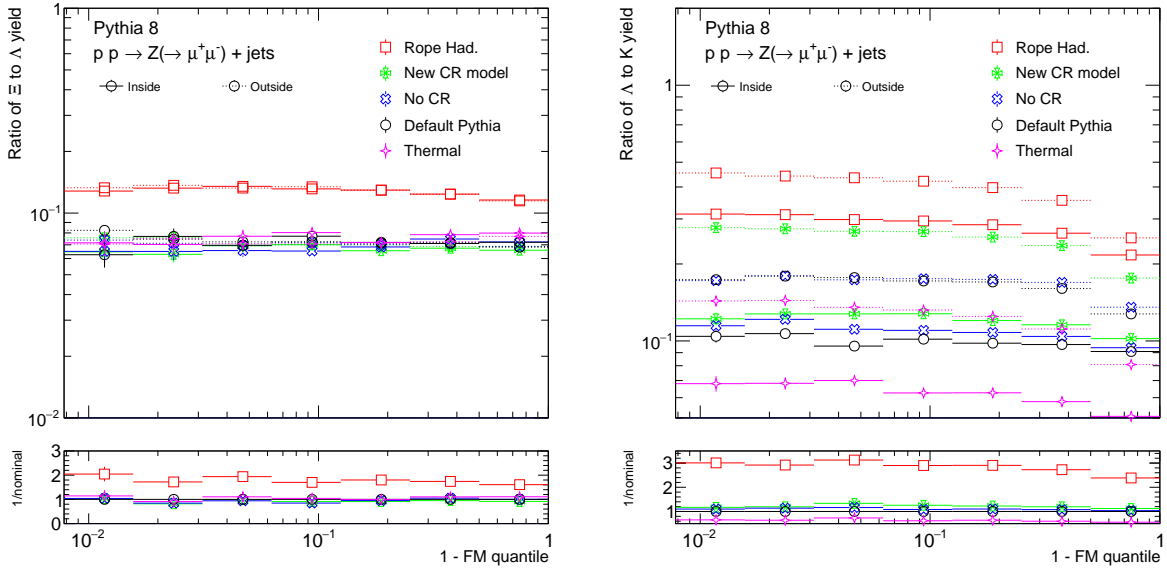 Ratio of Ξ to Λ yield
1
10⁻¹
10⁻²
Pythia 8
p p → Z(→ μ⁺μ⁻) + jets
Inside
Outside
Rope Had.
New CR model
No CR
Default Pythia
Thermal
1/nominal
3
2
1
0
10⁻²
10⁻¹
1
1 - FM quantile
Ratio of Λ to K yield
1
10⁻¹
Pythia 8
p p → Z(→ μ⁺μ⁻) + jets
Inside
Outside
Rope Had.
New CR model
No CR
Default Pythia
Thermal
1/nominal
3
2
1
10⁻²
10⁻¹
1
1 - FM quantile